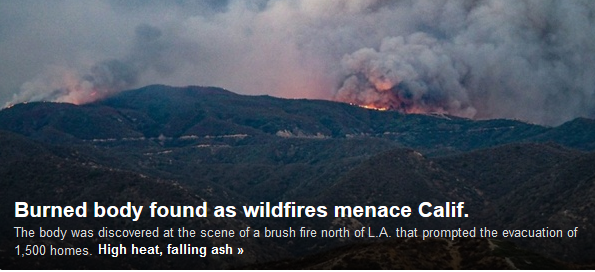 Burned body found as wildfires menace Calif.
The body was discovered at the scene of a brush fire north of L.A. that prompted the evacuation of
1,500 homes. High heat, falling ash »